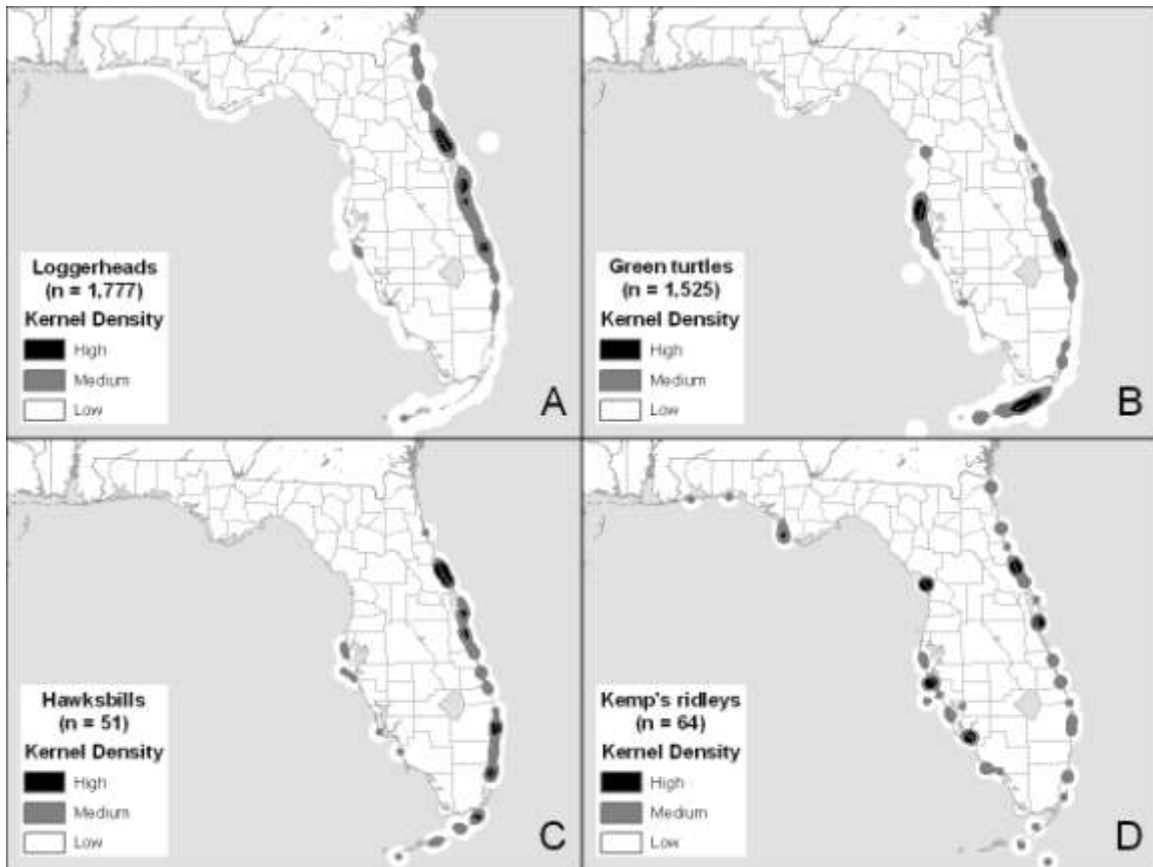 Loggerheads
(n = 1,777)
Kernel Density
High
Medium
Low
A
Green turtles
(n = 1,525)
Kernel Density
High
Medium
Low
B
Hawksbills
(n = 51)
Kernel Density
High
Medium
Low
C
Kemp's ridleys
(n = 64)
Kernel Density
High
Medium
Low
D